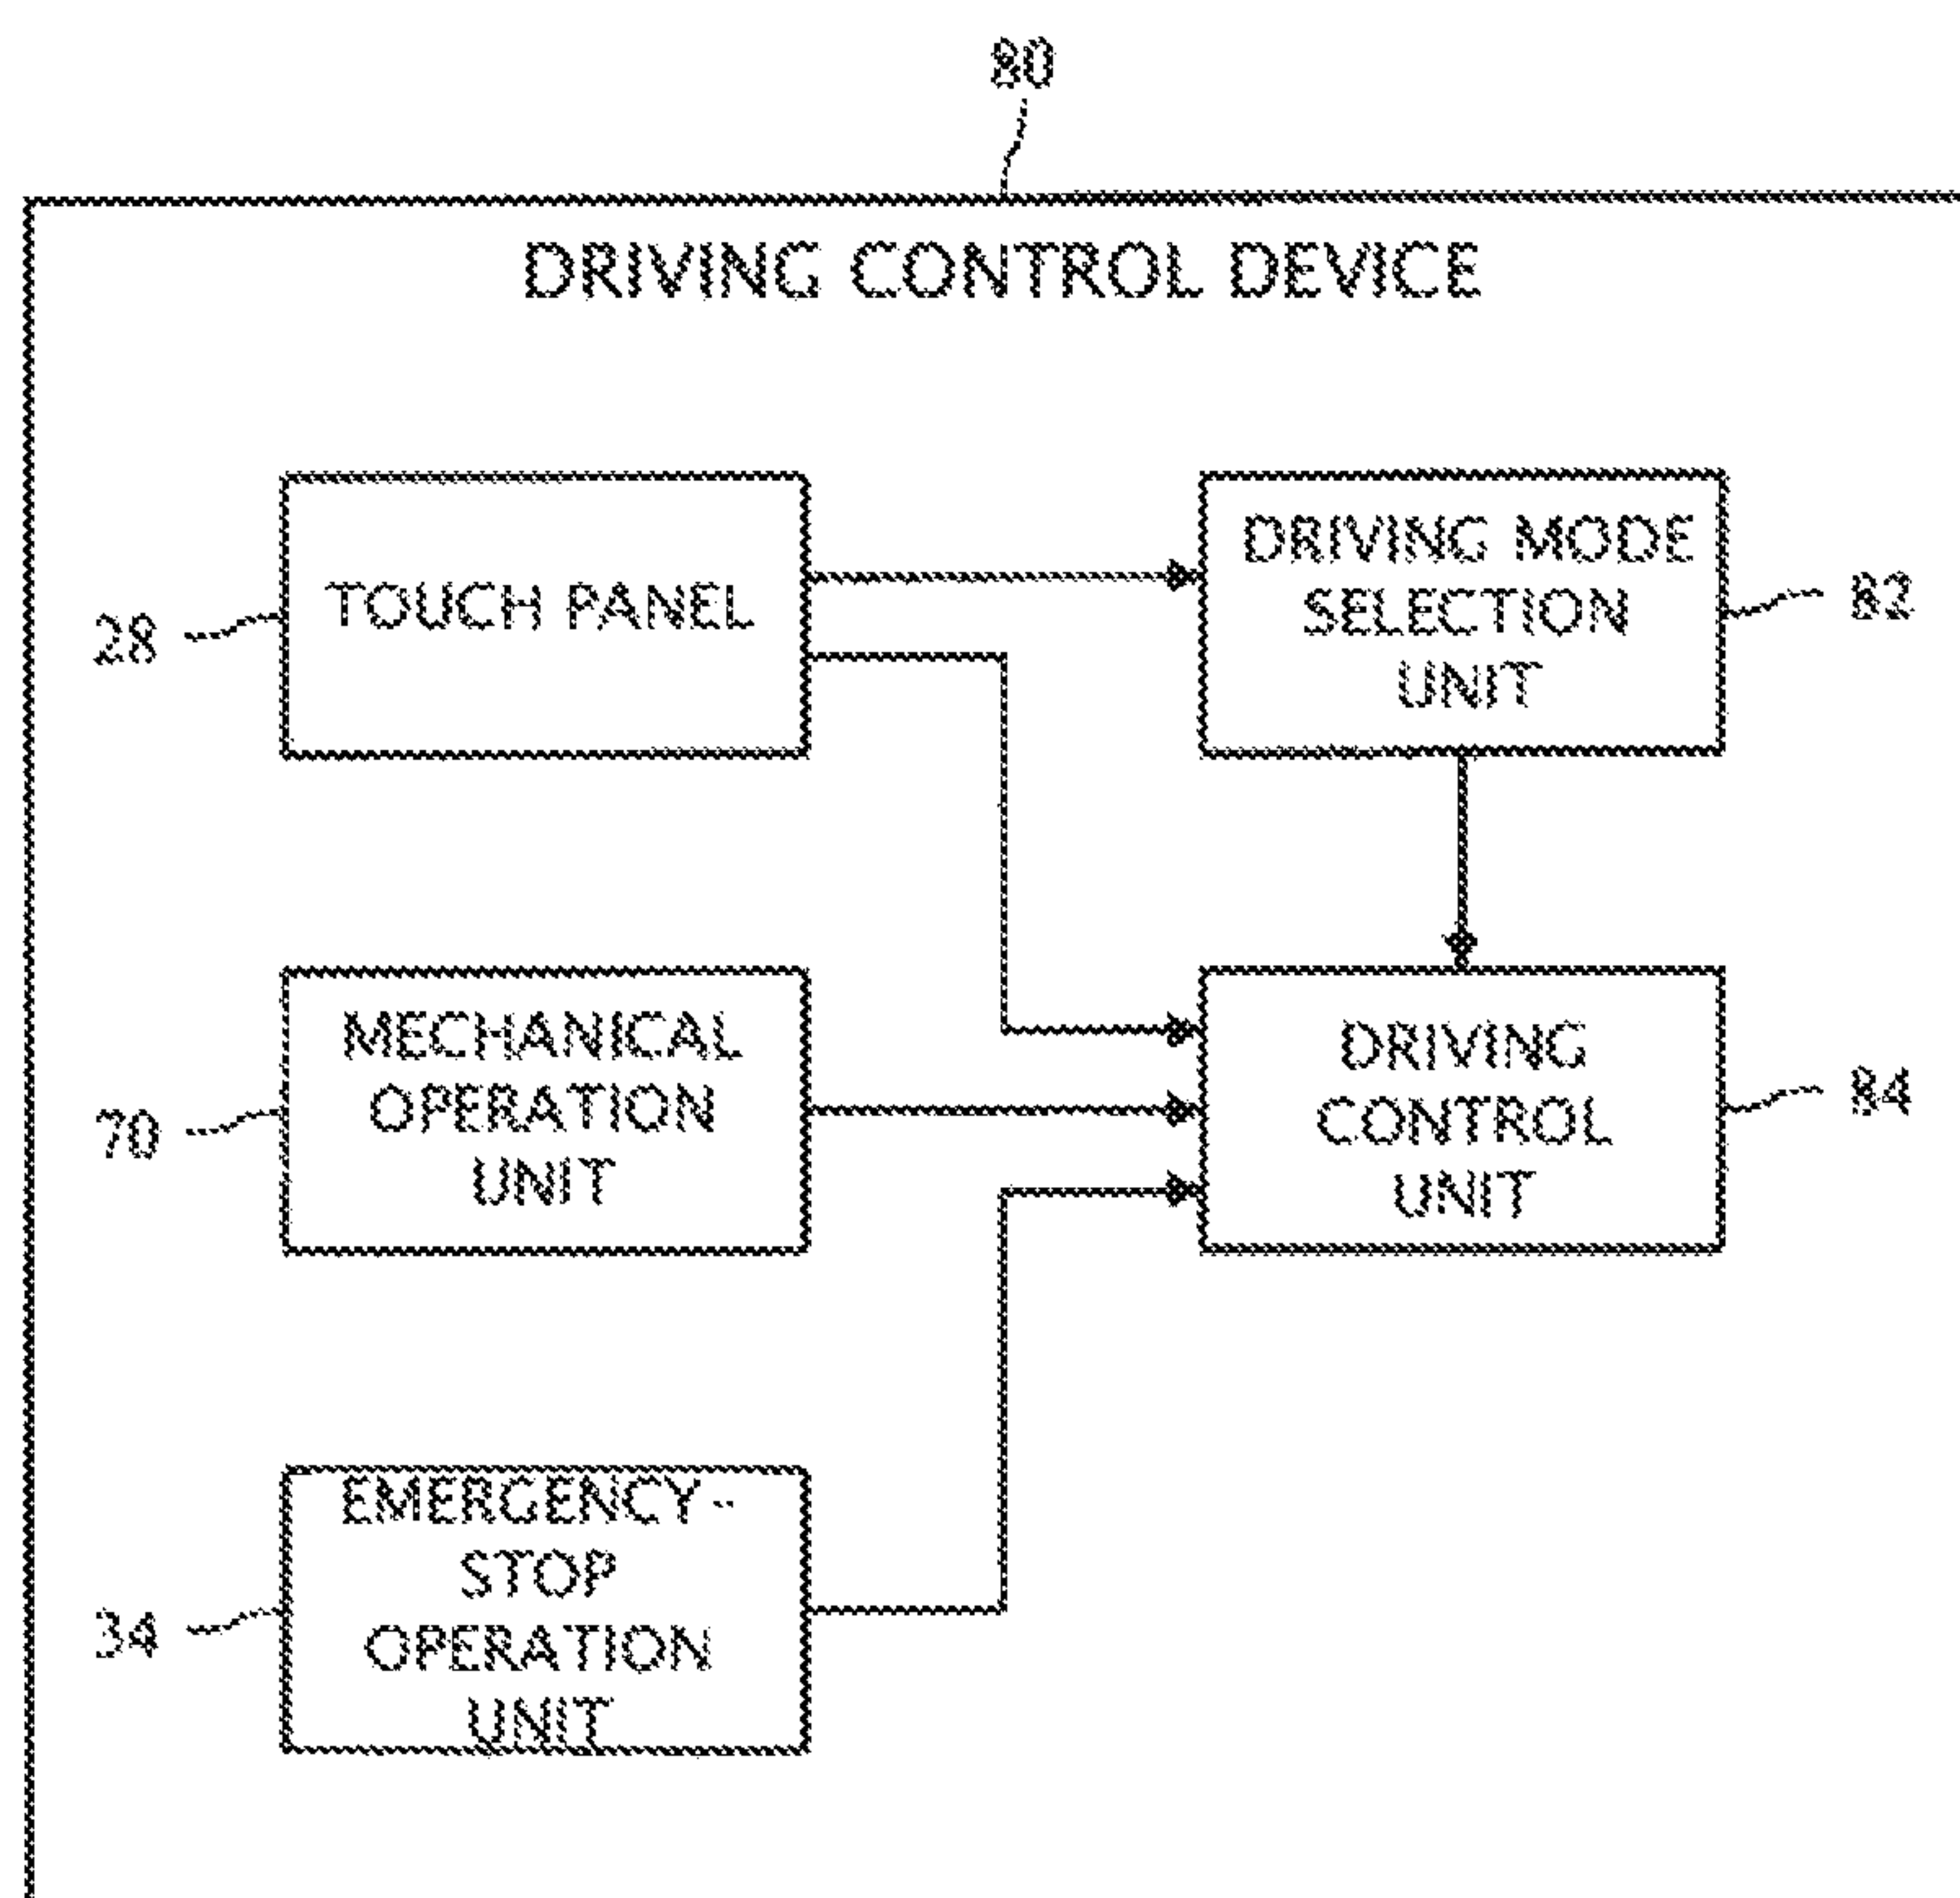 80
DRIVING CONTROL DEVICE
TOUCH PANEL
28
DRIVING MODE
SELECTION
UNIT
82
MECHANICAL
OPERATION
UNIT
70
DRIVING
CONTROL
UNIT
84
EMERGENCY-
STOP
OPERATION
UNIT
34